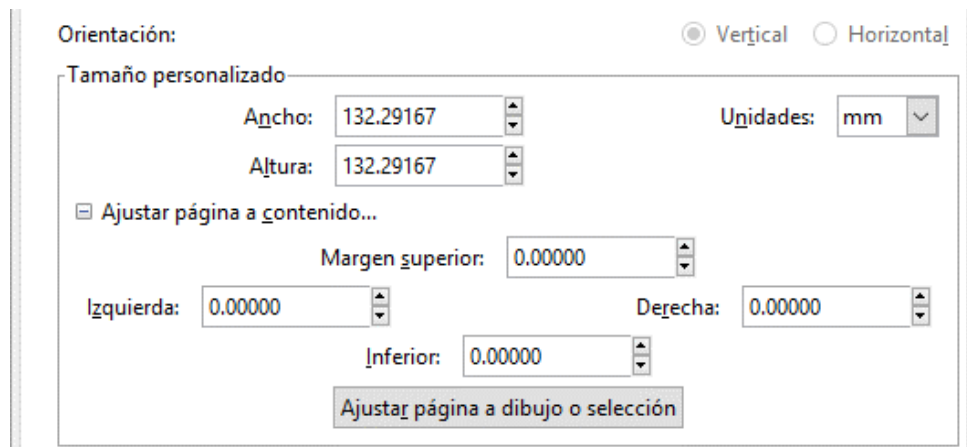 Orientación: Vertical Horizontal
Tamaño personalizado
Ancho: 132.29167 Unidades: mm
Altura: 132.29167
Ajustar página a contenido...
Margen superior: 0.00000
Izquierda: 0.00000 Derecha: 0.00000
Inferior: 0.00000
Ajustar página a dibujo o selección